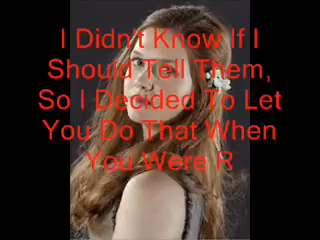 I Didn't Know If I
Should Tell Them,
So I Decided To Let
You Do That When
You Were R